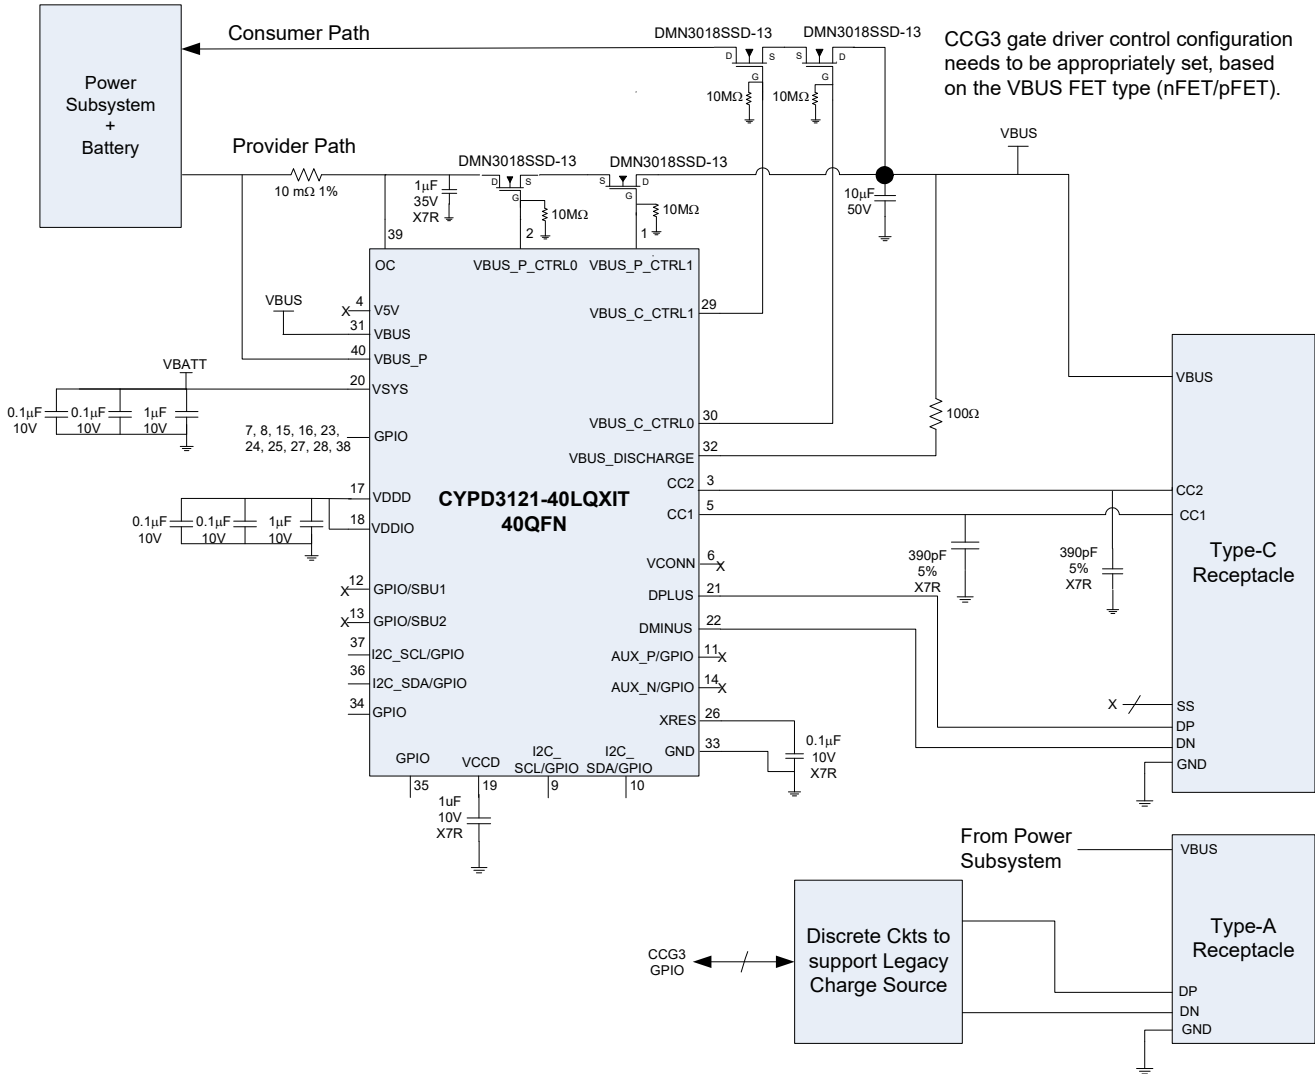 Consumer Path
DMN3018SSD-13
DMN3018SSD-13
CCG3 gate driver control configuration
needs to be appropriately set, based
on the VBUS FET type (nFET/pFET).
Power
Subsystem
+
Battery
D
S
G
S
D
G
10MΩ
10MΩ
VBUS
Provider Path
DMN3018SSD-13
DMN3018SSD-13
10 mΩ 1%
1µF
35V
X7R
D
S
G
S
D
G
10MΩ
10MΩ
10µF
50V
39
2
1
OC
VBUS_P_CTRL0
VBUS_P_CTRL1
VBUS
X
4
V5V
31
VBUS
40
VBUS_P
VBATT
20
VSYS
0.1µF
10V
0.1µF
10V
1µF
10V
7, 8, 15, 16, 23,
24, 25, 27, 28, 38
GPIO
17
VDDD
18
VDDIO
0.1µF
10V
0.1µF
10V
1µF
10V
X
12
GPIO/SBU1
X
13
GPIO/SBU2
37
I2C_SCL/GPIO
36
I2C_SDA/GPIO
34
GPIO
CYPD3121-40LQXIT
40QFN
VBUS_C_CTRL1
29
VBUS_C_CTRL0
30
VBUS_DISCHARGE
32
100Ω
CC2
3
CC1
5
VCONN
6
X
DPLUS
21
DMINUS
22
AUX_P/GPIO
11
X
AUX_N/GPIO
14
X
XRES
26
GND
33
0.1µF
10V
X7R
390pF
5%
X7R
390pF
5%
X7R
GPIO
35
VCCD
19
I2C_
SCL/GPIO
9
I2C_
SDA/GPIO
10
1uF
10V
X7R
VBUS
CC2
CC1
Type-C
Receptacle
X
SS
DP
DN
GND
From Power
Subsystem
VBUS
Type-A
Receptacle
DP
DN
GND
CCG3
GPIO
Discrete Ckts to
support Legacy
Charge Source